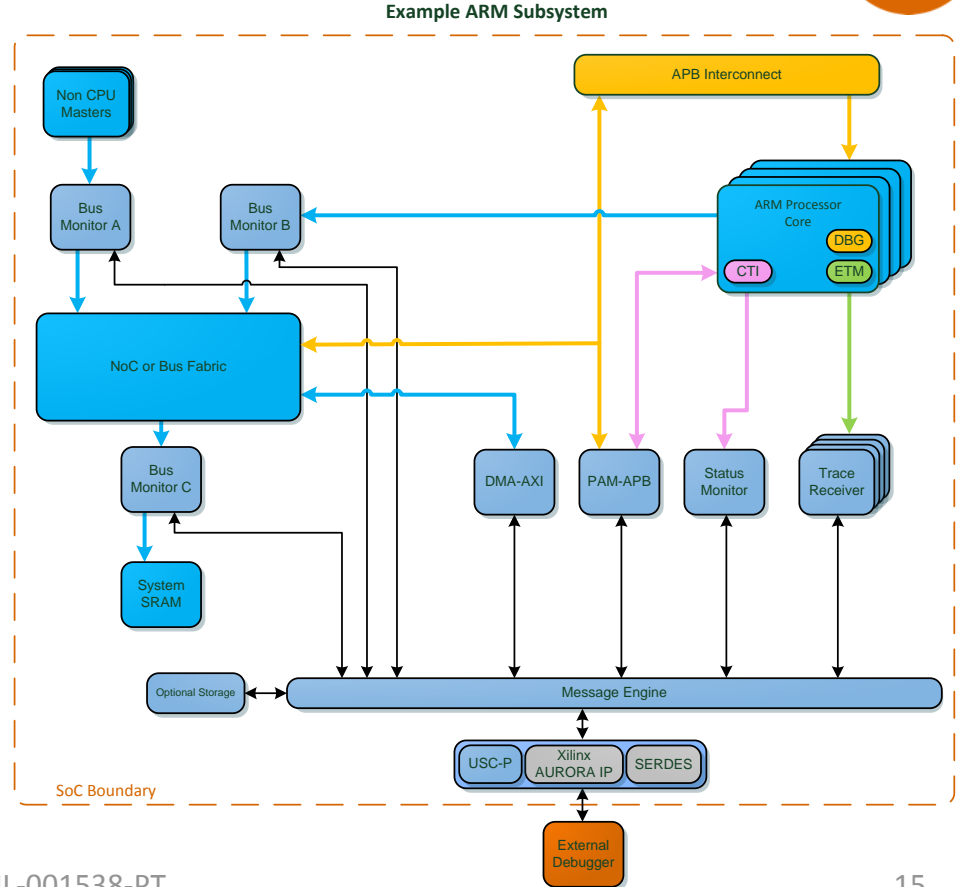 Example ARM Subsystem
APB Interconnect
Non CPU
Masters
Bus
Monitor A
Bus
Monitor B
ARM Processor
Core
DBG
CTI
ETM
NoC or Bus Fabric
Bus
Monitor C
DMA-AXI
PAM-APB
Status
Monitor
Trace
Receiver
System
SRAM
Optional Storage
Message Engine
USC-P
Xilinx
AURORA IP
SERDES
SoC Boundary
External
Debugger
15